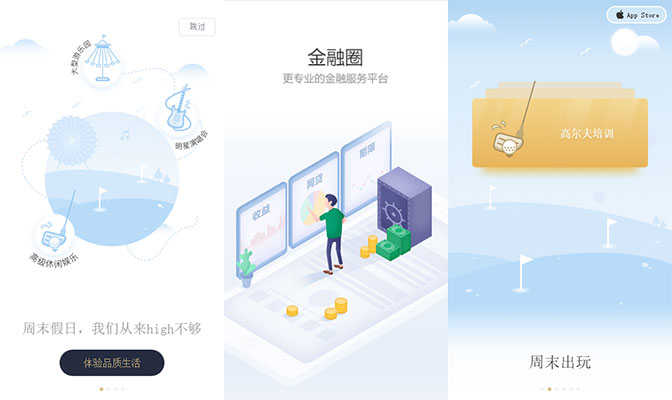 跳过
大型游乐园
明星演唱会
高级休闲娱乐
周末假日，我们从来high不够
体验品质生活
金融圈
更专业的金融服务平台
收益
网贷
期限
App Store
高尔夫培训
周末出玩